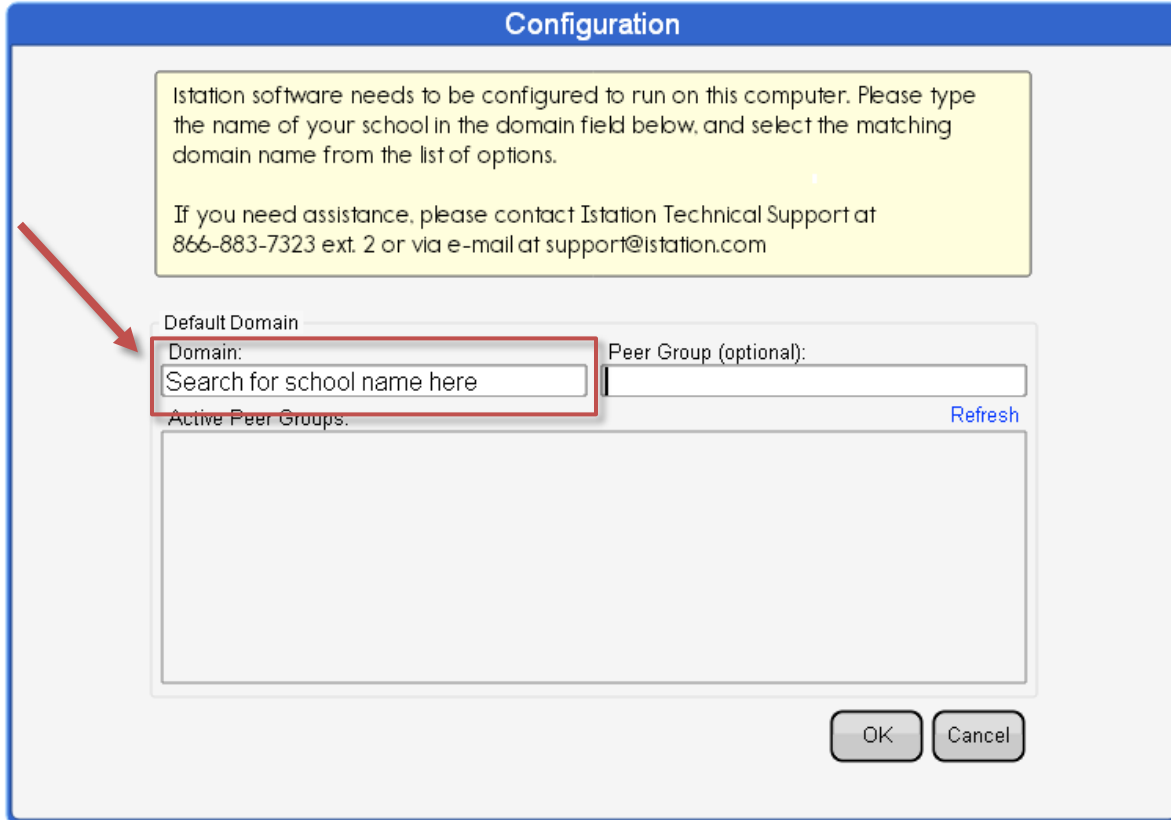 Configuration
Istation software needs to be configured to run on this computer. Please type
the name of your school in the domain field below, and select the matching
domain name from the list of options.
If you need assistance, please contact Istation Technical Support at
866-883-7323 ext. 2 or via e-mail at support@istation.com
Default Domain
Domain:
Peer Group (optional):
Search for school name here
Active Peer Groups:
Refresh
OK
Cancel